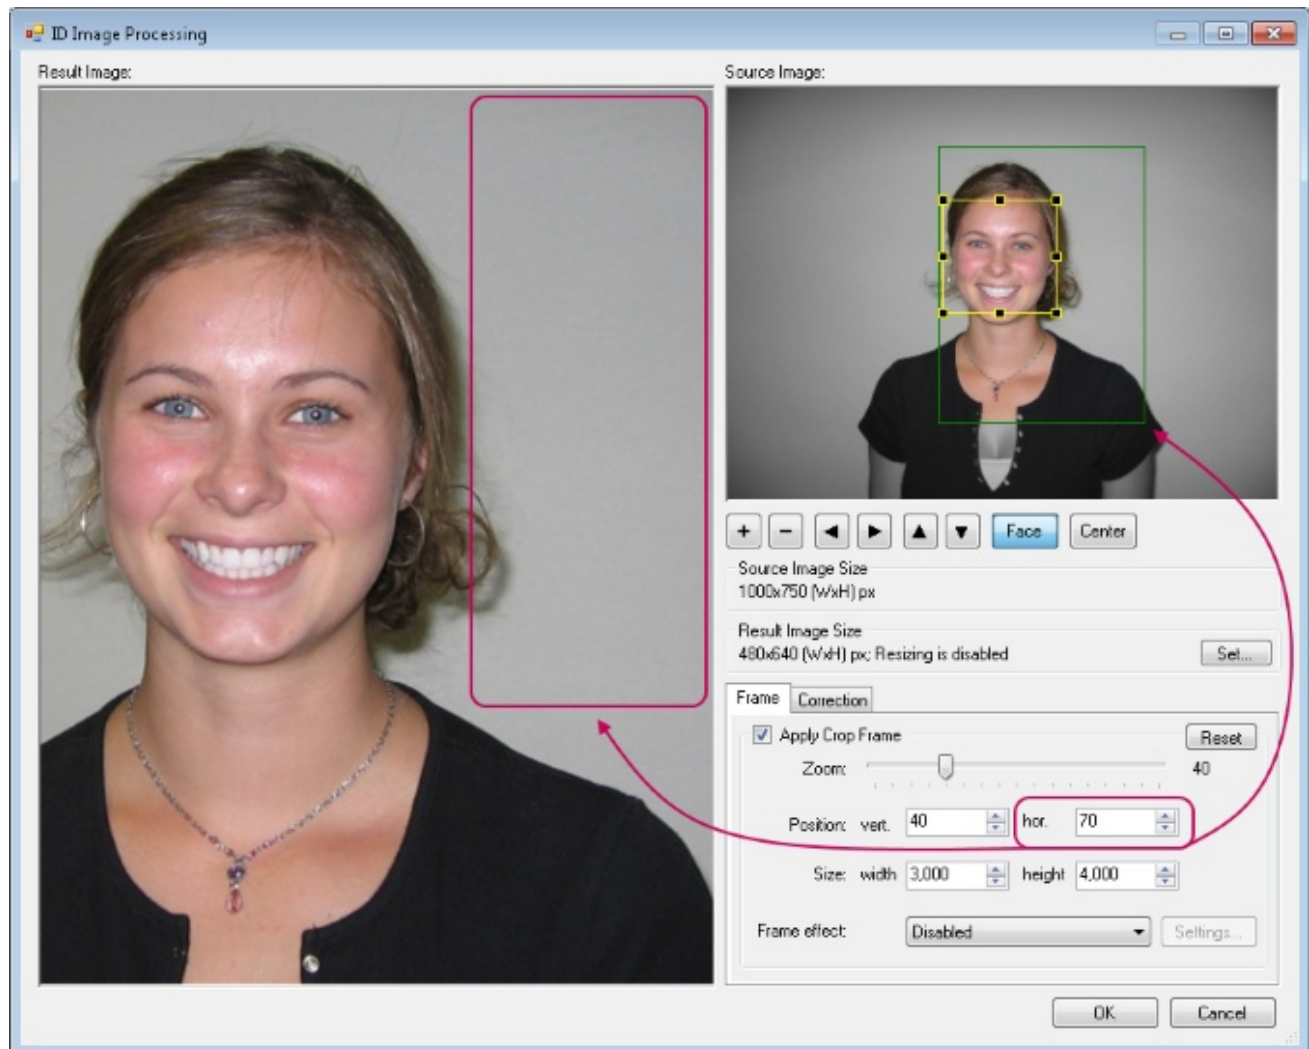 ID Image Processing
Result Image:
Source Image:
+ - Face Center
Source Image Size
1000x750 (WxH) px
Result Image Size
480x640 (WxH) px; Resizing is disabled
Set...
Frame Correction
Apply Crop Frame
Reset
Zoom: 40
Position: vert. 40 hor. 70
Size: width 3,000 height 4,000
Frame effect: Disabled Settings...
OK Cancel